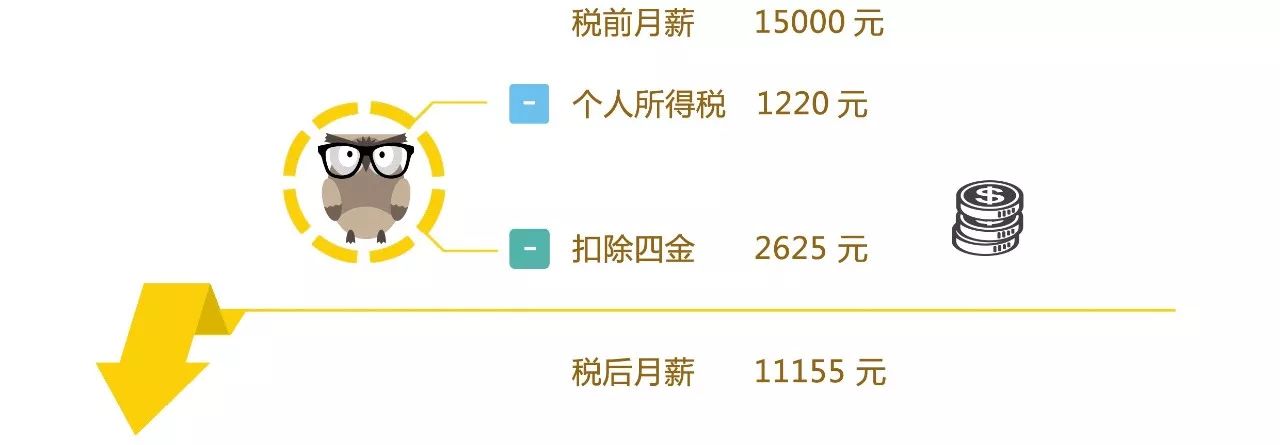 税前月薪 15000 元
- 个人所得税 1220 元
- 扣除四金 2625 元
税后月薪 11155 元